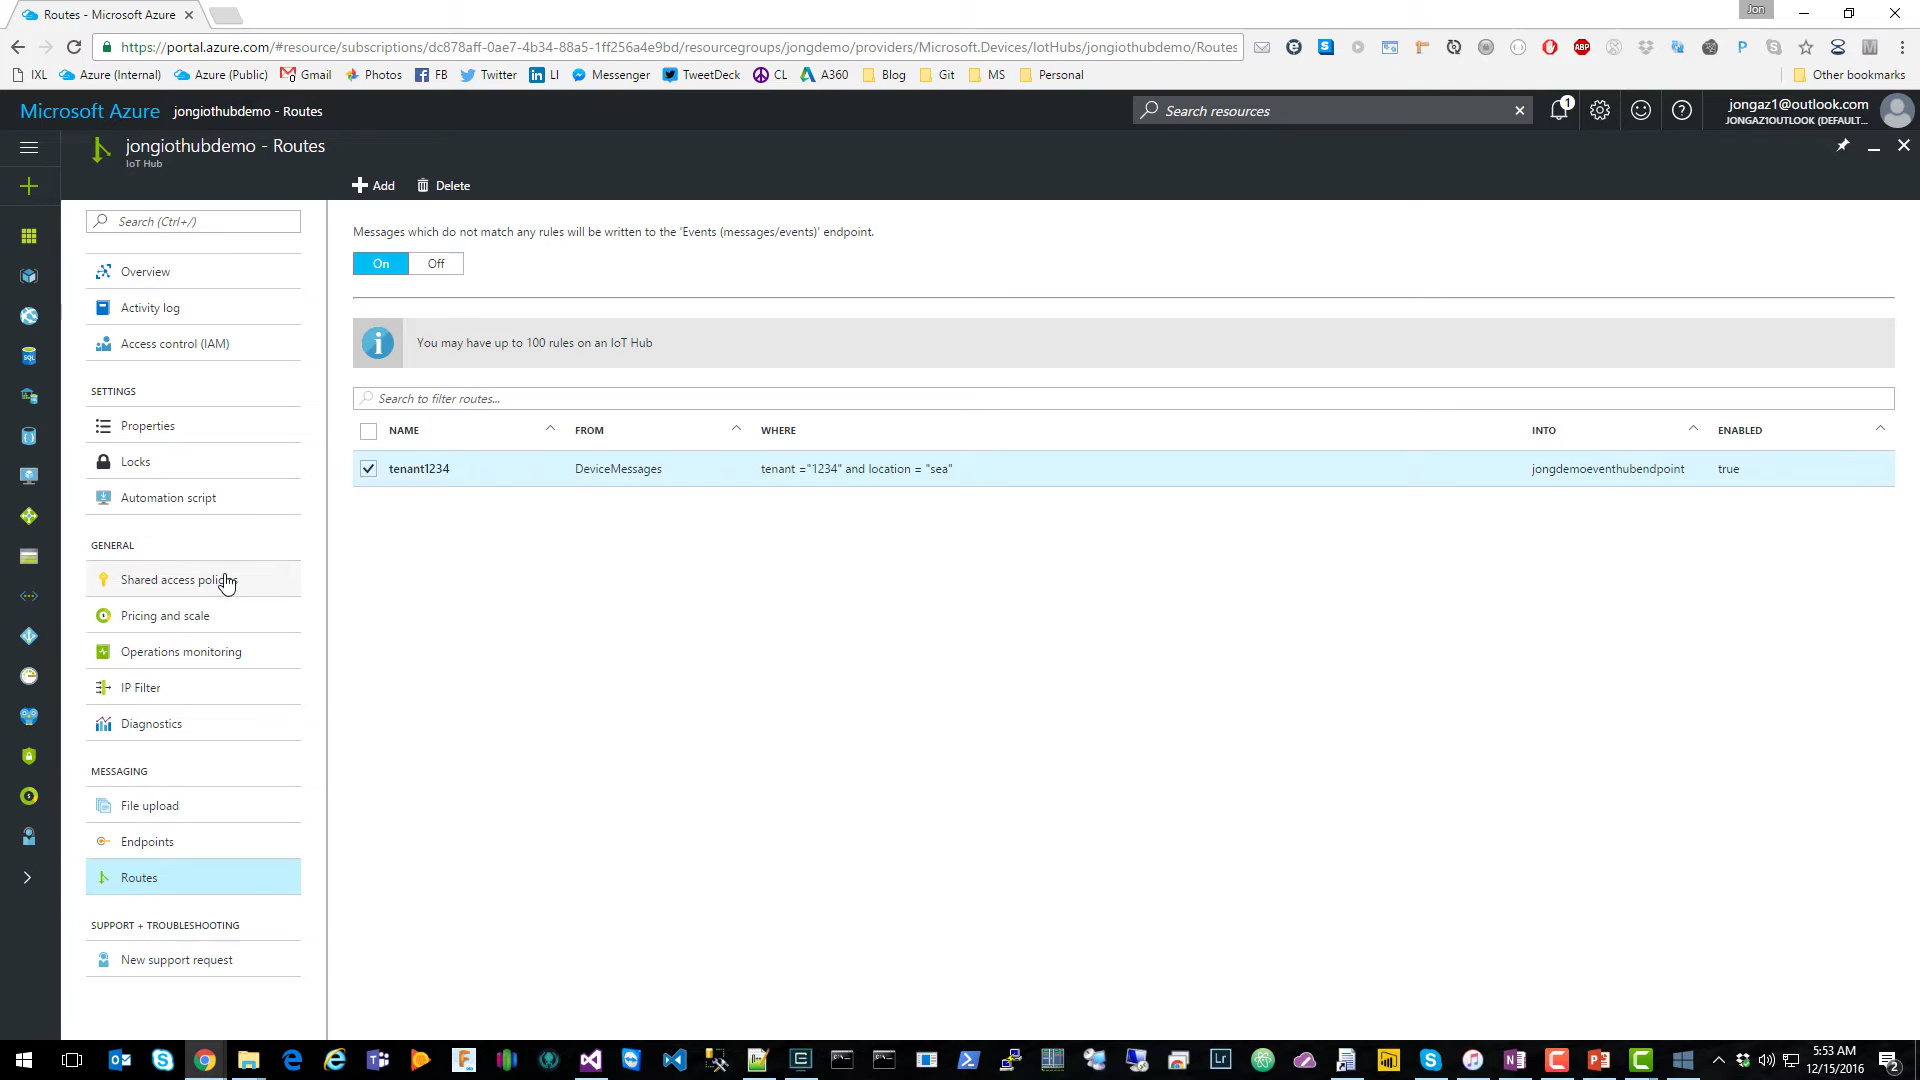 Routes - Microsoft Azure
Jon
https://portal.azure.com/#resource/subscriptions/dc878aff-0ae7-4b34-88a5-1ff256a4e9bd/resourcegroups/jongdemo/providers/Microsoft.Devices/IotHubs/jongiothubdemo/Routes
IXL Azure (Internal) Azure (Public) Gmail Photos FB Twitter LI Messenger TweetDeck CL A360 Blog Git MS Personal Other bookmarks
Microsoft Azure jongiothubdemo - Routes
Search resources
1
jongaz1@outlook.com
JONGAZ1OUTLOOK (DEFAULT...
jongiothubdemo - Routes
IoT Hub
Add Delete
Search (Ctrl+/)
Overview
Activity log
Access control (IAM)
SETTINGS
Properties
Locks
Automation script
GENERAL
Shared access policies
Pricing and scale
Operations monitoring
IP Filter
Diagnostics
MESSAGING
File upload
Endpoints
Routes
SUPPORT + TROUBLESHOOTING
New support request
Messages which do not match any rules will be written to the 'Events (messages/events)' endpoint.
On Off
You may have up to 100 rules on an IoT Hub
Search to filter routes...
NAME FROM WHERE INTO ENABLED
tenant1234 DeviceMessages tenant ="1234" and location = "sea" jongdemoeventhubendpoint true
5:53 AM
12/15/2016
2